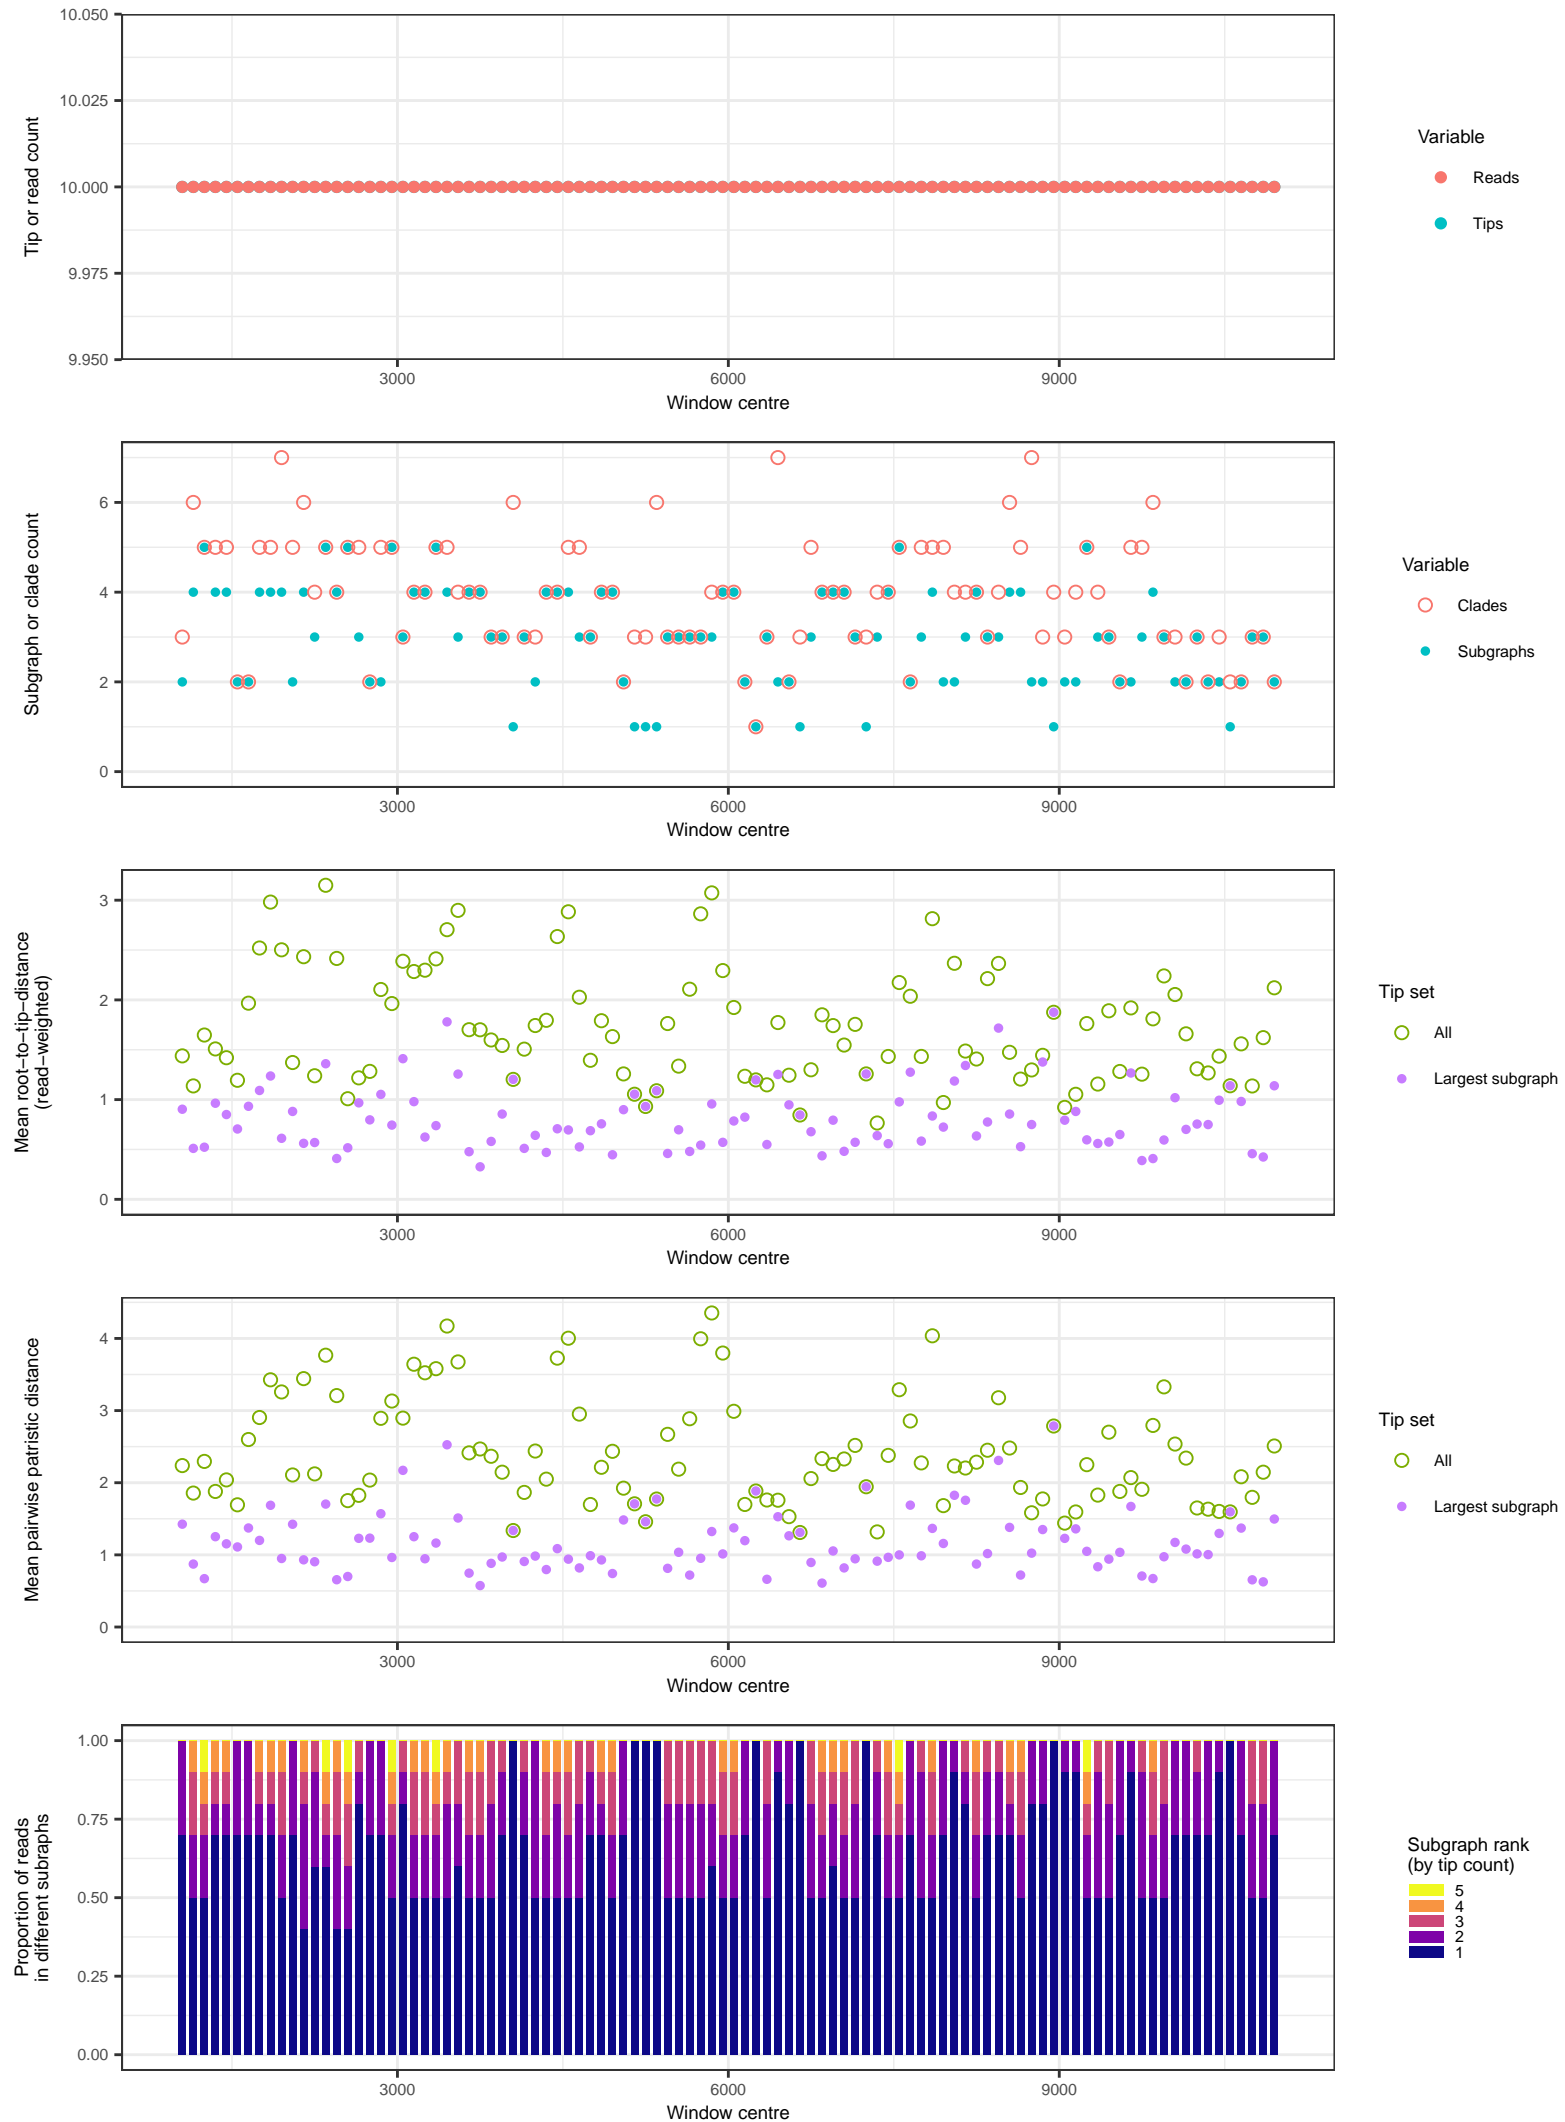 10.050
10.025
10.000
9.975
9.950
Tip or read count
3000 6000 9000
Window centre
Variable
Reads
Tips
6
4
2
0
Subgraph or clade count
3000 6000 9000
Window centre
Variable
Clades
Subgraphs
3
2
1
0
Mean root−to−tip−distance
(read−weighted)
3000 6000 9000
Window centre
Tip set
All
Largest subgraph
4
3
2
1
0
Mean pairwise patristic distance
3000 6000 9000
Window centre
Tip set
All
Largest subgraph
1.00
0.75
0.50
0.25
0.00
Proportion of reads
in different subraphs
3000 6000 9000
Window centre
Subgraph rank
(by tip count)
5
4
3
2
1